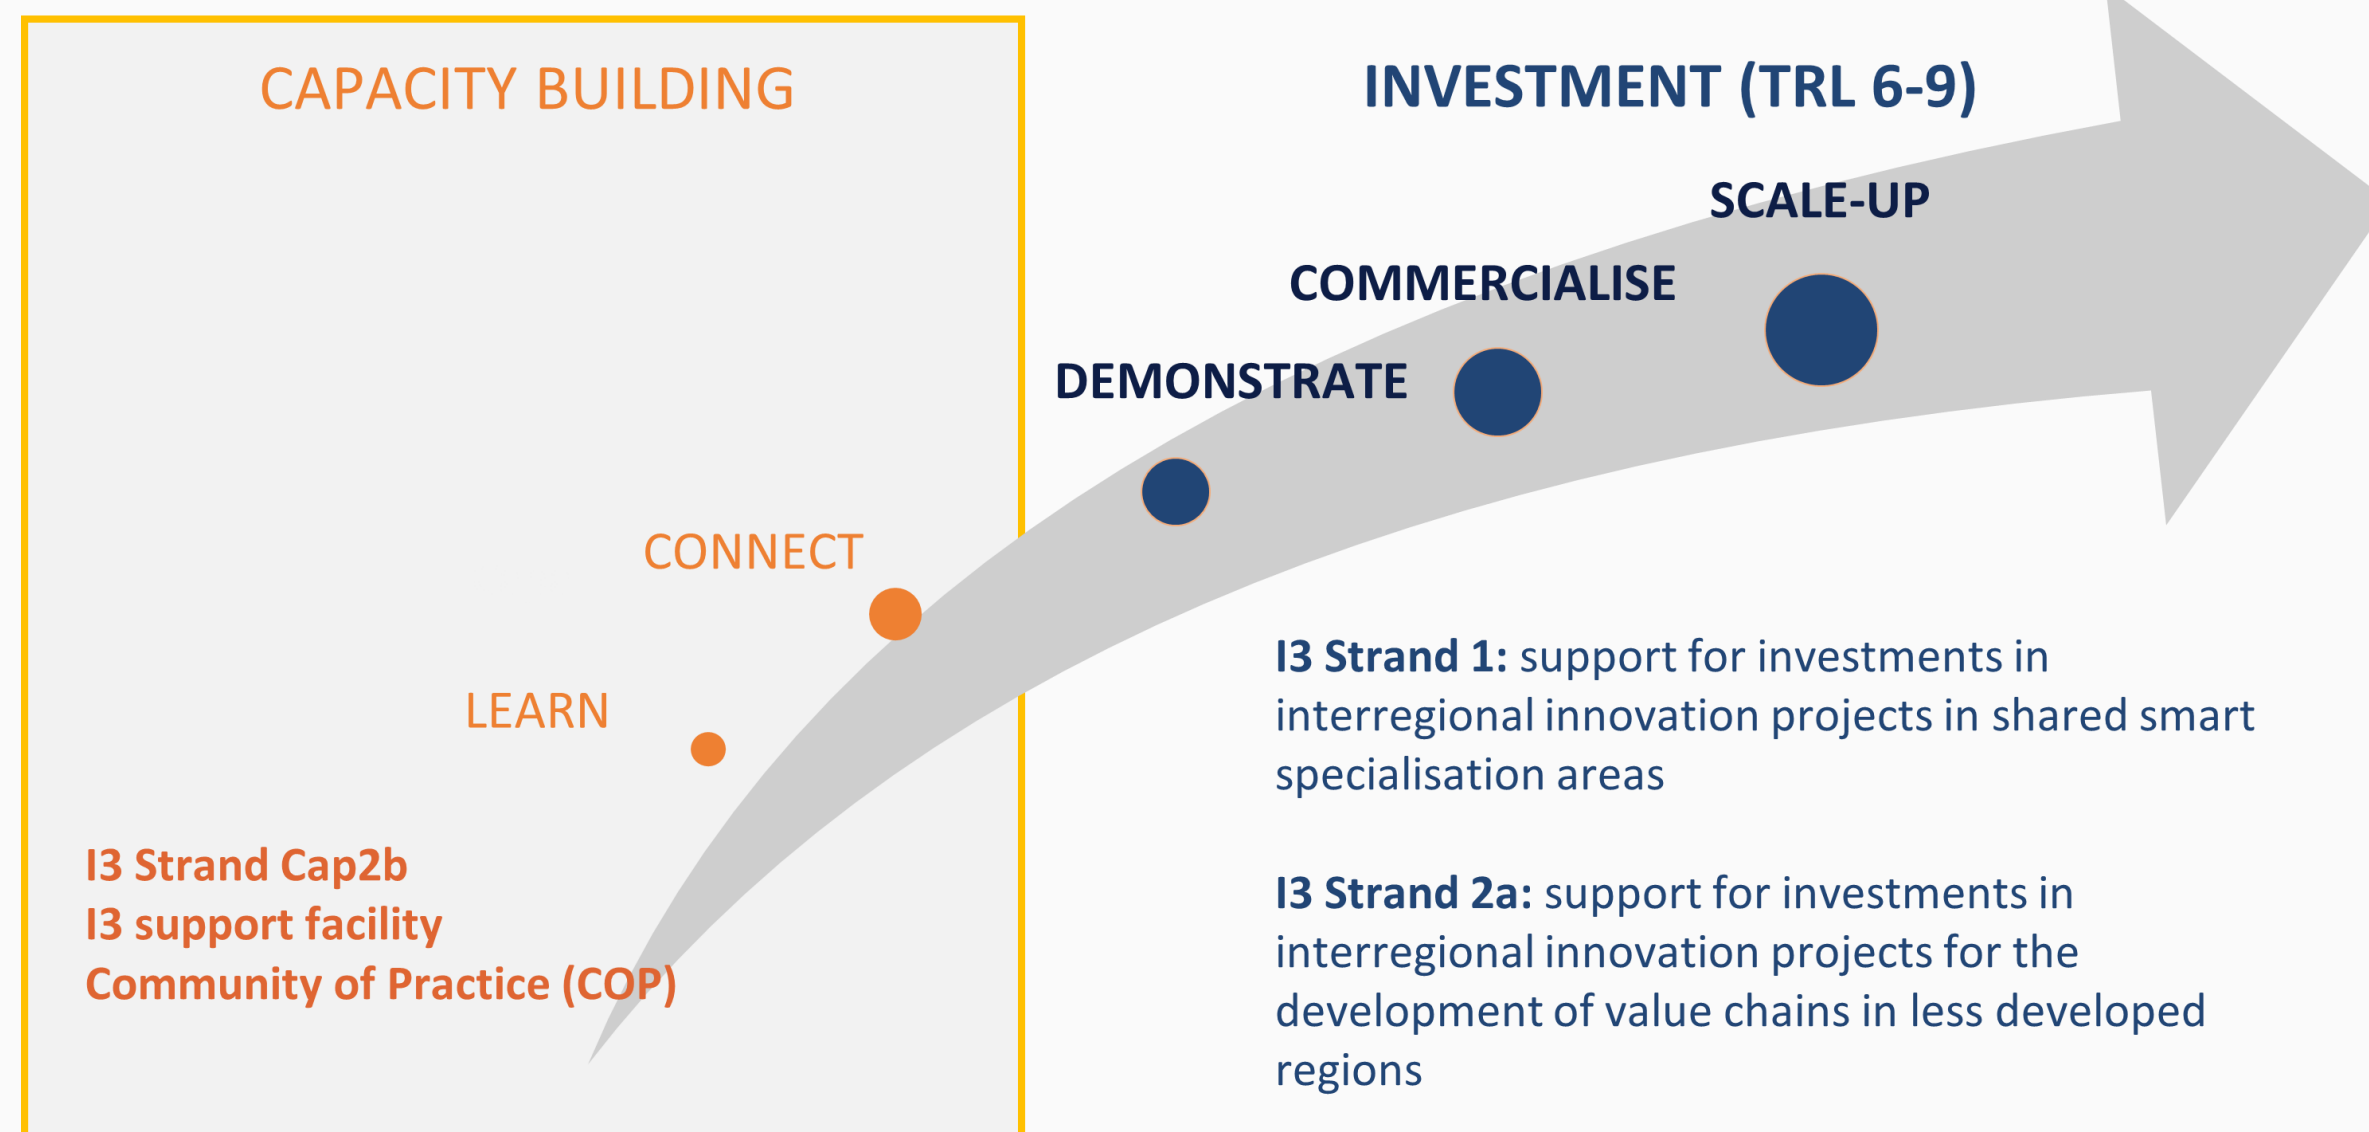 CAPACITY BUILDING
INVESTMENT (TRL 6-9)
SCALE-UP
COMMERCIALISE
DEMONSTRATE
CONNECT
LEARN
I3 Strand Cap2b
I3 support facility
Community of Practice (COP)
I3 Strand 1: support for investments in
interregional innovation projects in shared smart
specialisation areas
I3 Strand 2a: support for investments in
interregional innovation projects for the
development of value chains in less developed
regions